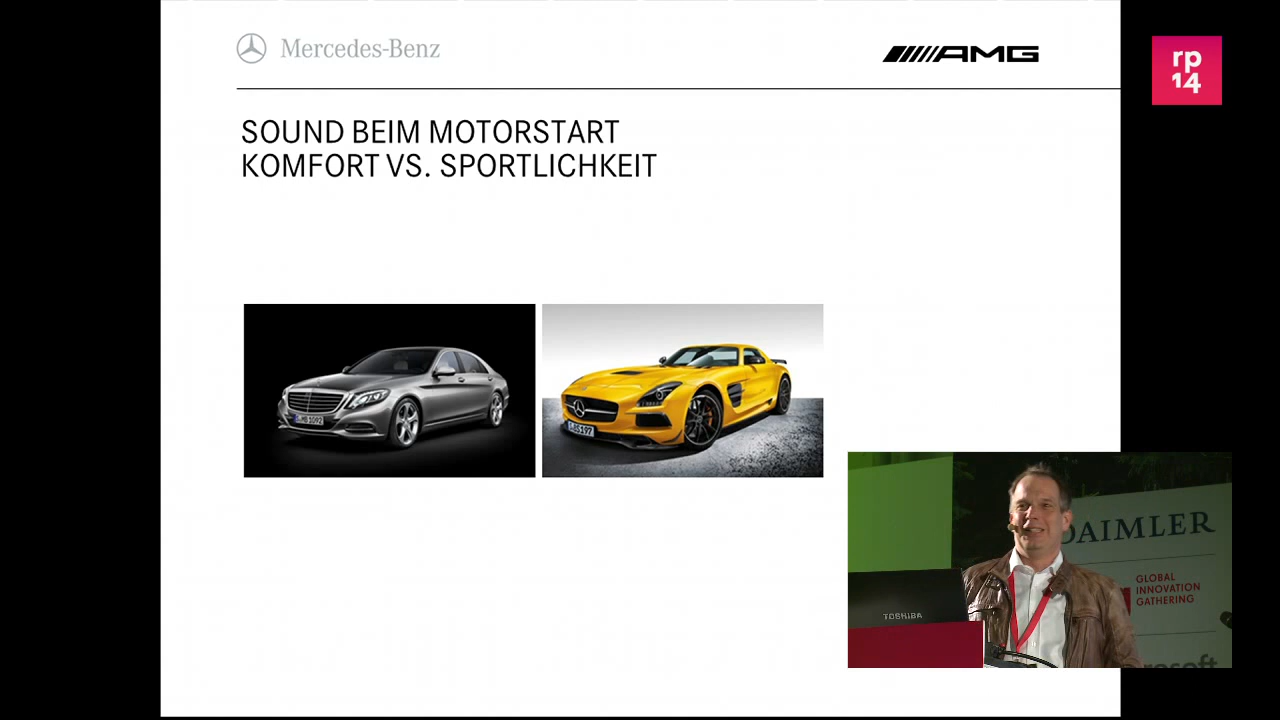 Mercedes-Benz
AMG
rp
14
SOUND BEIM MOTORSTART
KOMFORT VS. SPORTLICHKEIT
DAIMLER
GLOBAL
INNOVATION
GATHERING
TOSHIBA